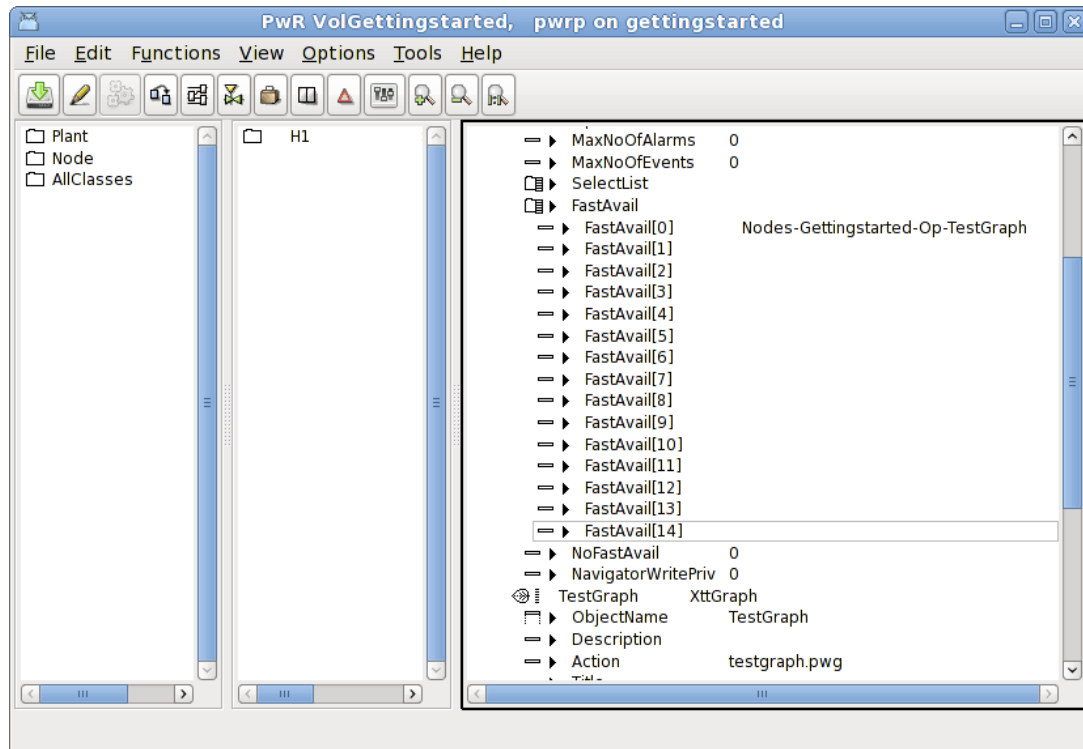 PwR VolGettingstarted, pwrp on gettingstarted
File Edit Functions View Options Tools Help
Plant
Node
AllClasses
H1
MaxNoOfAlarms 0
MaxNoOfEvents 0
SelectList
FastAvail
FastAvail[0] Nodes-Gettingstarted-Op-TestGraph
FastAvail[1]
FastAvail[2]
FastAvail[3]
FastAvail[4]
FastAvail[5]
FastAvail[6]
FastAvail[7]
FastAvail[8]
FastAvail[9]
FastAvail[10]
FastAvail[11]
FastAvail[12]
FastAvail[13]
FastAvail[14]
NoFastAvail 0
NavigatorWritePriv 0
TestGraph XttGraph
ObjectName TestGraph
Description
Action testgraph.pwg